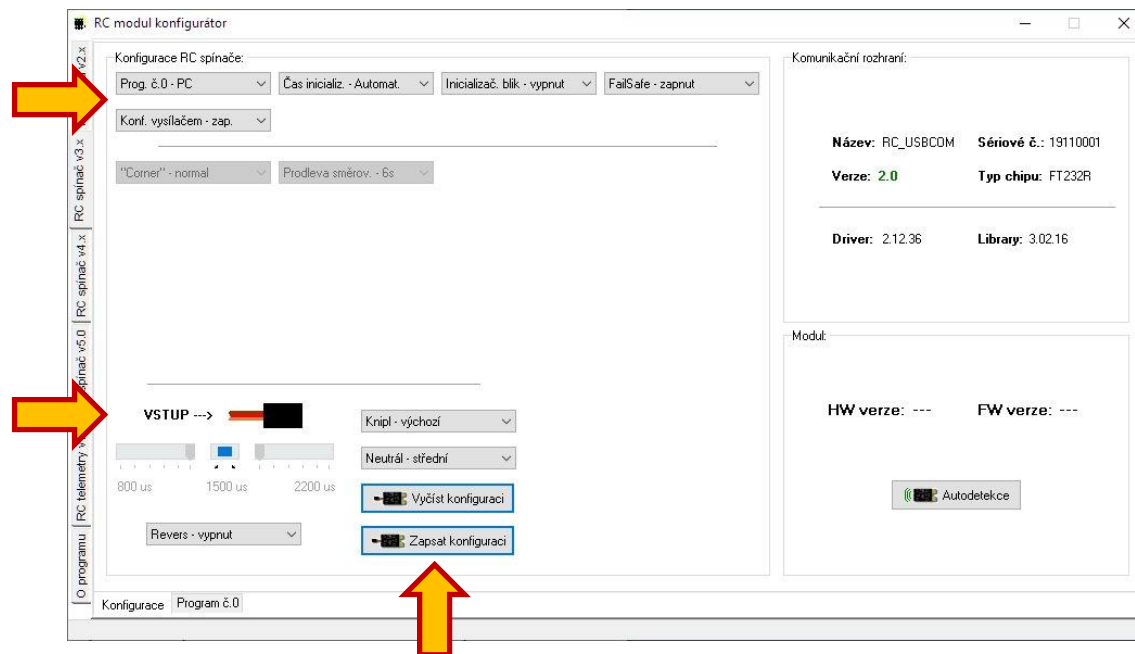 RC modul konfigurátor
v2.x
RC spínač v3.x
RC spínač v4.x
spínač v5.0
RC telemetry v
O programu
Konfigurace RC spínače:
Prog. č.0 - PC
Čas inicializ. - Automat.
Inicializač. blik - vypnut
FailSafe - zapnut
Konf. vysílačem - zap.
"Corner" - normal
Prodleva směrov. - 6s
VSTUP --->
Knipl - výchozí
Neutrál - střední
800 us
1500 us
2200 us
Vyčíst konfiguraci
Revers - vypnut
Zapsat konfiguraci
Konfigurace
Program č.0
Komunikační rozhraní:
Název: RC_USBCOM
Sériové č.: 19110001
Verze: 2.0
Typ chipu: FT232R
Driver: 2.12.36
Library: 3.02.16
Modul:
HW verze: ---
FW verze: ---
Autodetekce